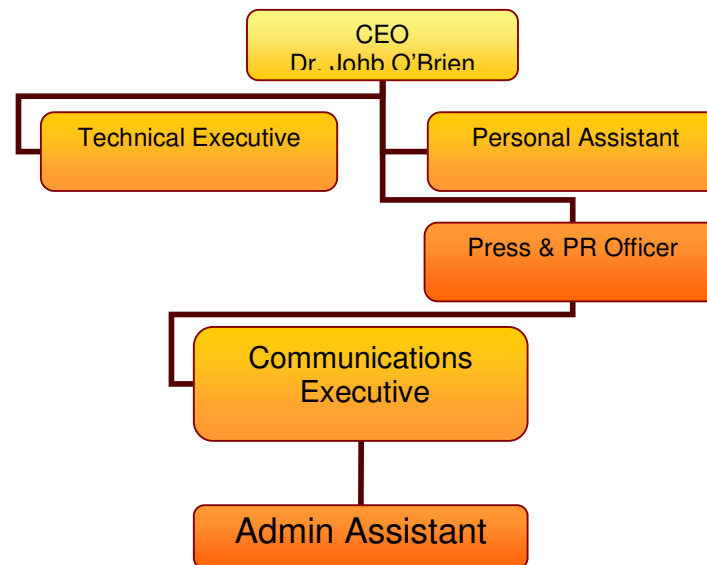 CEO
Dr. Johb O'Brien
Technical Executive
Personal Assistant
Press & PR Officer
Communications
Executive
Admin Assistant